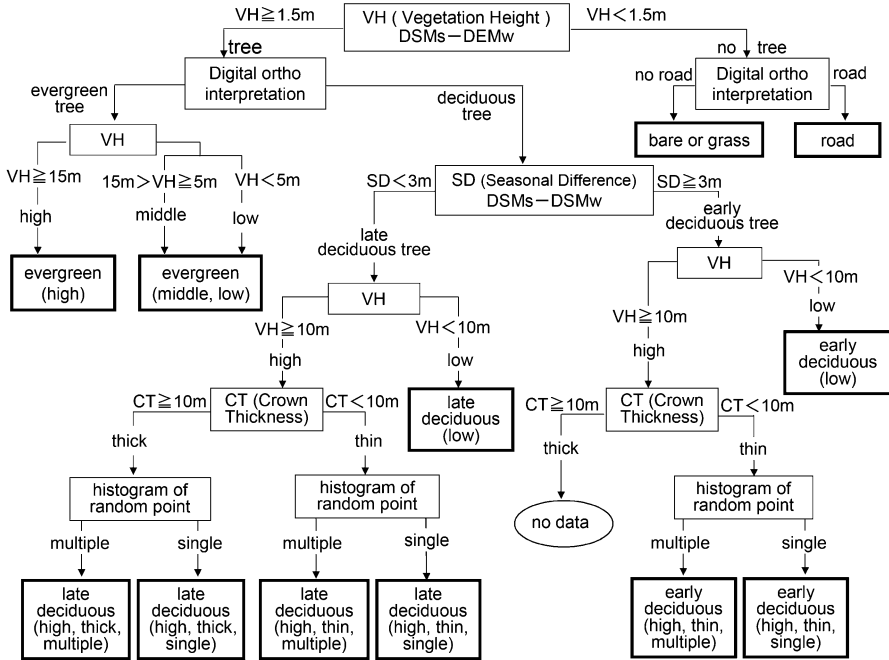 VH≧1.5m
VH ( Vegetation Height )
DSMs－DEMw
VH＜1.5m
tree
no tree
Digital ortho
interpretation
no road
Digital ortho
interpretation
road
evergreen
tree
deciduous
tree
bare or grass
road
VH
VH≧15m
15m＞VH≧5m
VH＜5m
SD＜3m
SD (Seasonal Difference)
DSMs－DSMw
SD≧3m
high
middle
low
late
deciduous tree
early
deciduous tree
evergreen
(high)
evergreen
(middle, low)
VH
VH
VH＜10m
VH≧10m
VH＜10m
VH≧10m
low
high
low
high
early
deciduous
(low)
CT≧10m
CT (Crown
Thickness)
CT＜10m
late
deciduous
(low)
CT≧10m
CT (Crown
Thickness)
CT＜10m
thick
thin
thick
thin
histogram of
random point
histogram of
random point
no data
histogram of
random point
multiple
single
multiple
single
multiple
single
late
deciduous
(high, thick,
multiple)
late
deciduous
(high, thick,
single)
late
deciduous
(high, thin,
multiple)
late
deciduous
(high, thin,
single)
early
deciduous
(high, thin,
multiple)
early
deciduous
(high, thin,
single)